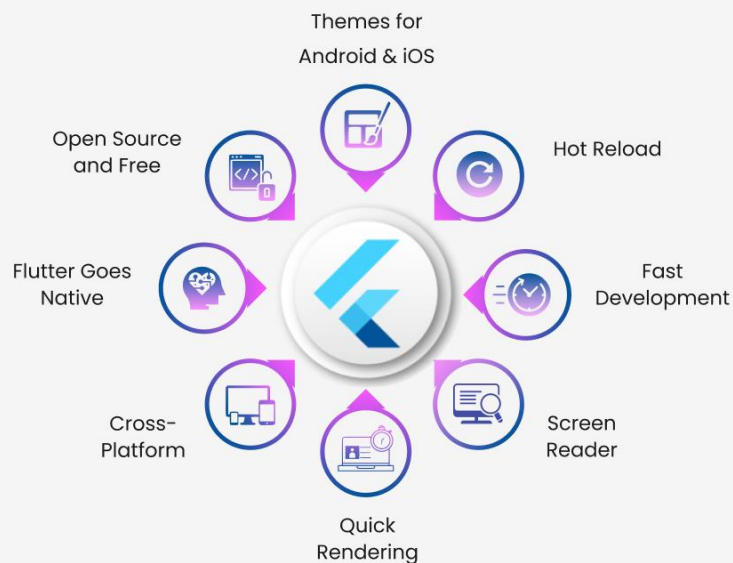 Themes for
Android & iOS
Hot Reload
Fast
Development
Screen
Reader
Quick
Rendering
Cross-
Platform
Flutter Goes
Native
Open Source
and Free